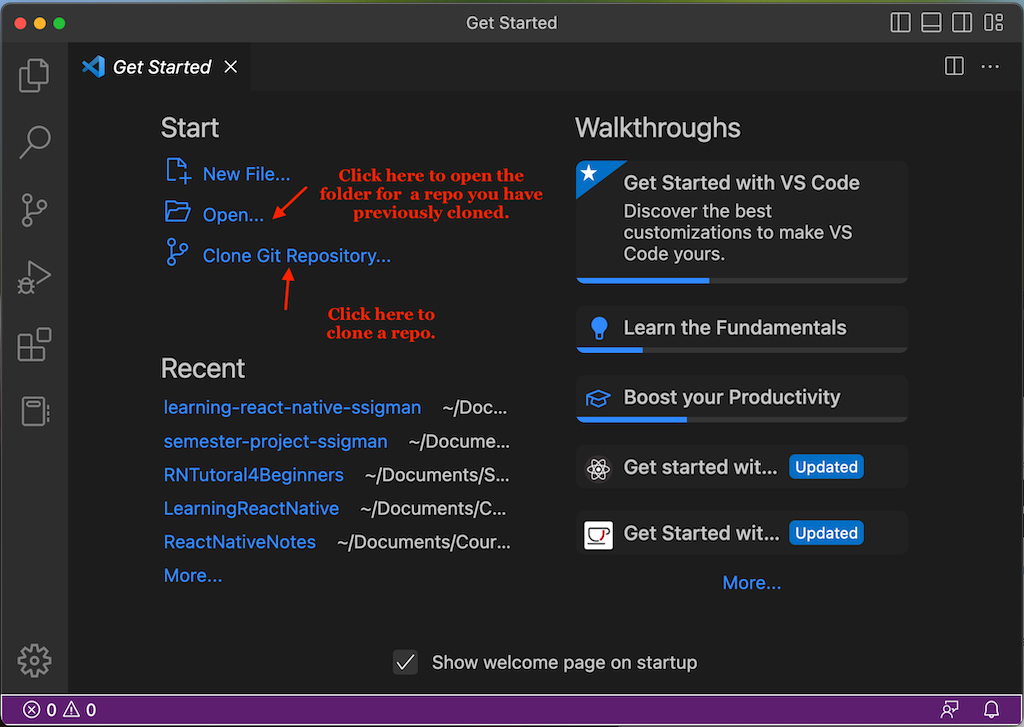 Get Started
Get Started
Start
New File...
Open...
Clone Git Repository...
Click here to open the
folder for a repo you have
previously cloned.
Click here to
clone a repo.
Recent
learning-react-native-ssigman ~/Doc...
semester-project-ssigman ~/Docume...
RNTutoral4Beginners ~/Documents/S...
LearningReactNative ~/Documents/C...
ReactNativeNotes ~/Documents/Cour...
More...
Walkthroughs
Get Started with VS Code
Discover the best
customizations to make VS
Code yours.
Learn the Fundamentals
Boost your Productivity
Get started wit... Updated
Get Started wit... Updated
More...
Show welcome page on startup
0 0